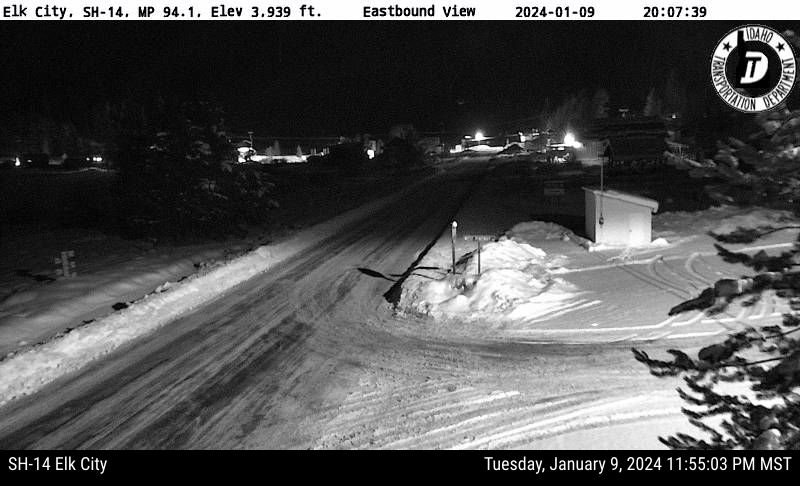 Elk City, SH-14, MP 94.1, Elev 3,939 ft. Eastbound View 2024-01-09 20:07:39
IDAHO
TRANSPORTATION DEPARTMENT
SH-14 Elk City Tuesday, January 9, 2024 11:55:03 PM MST